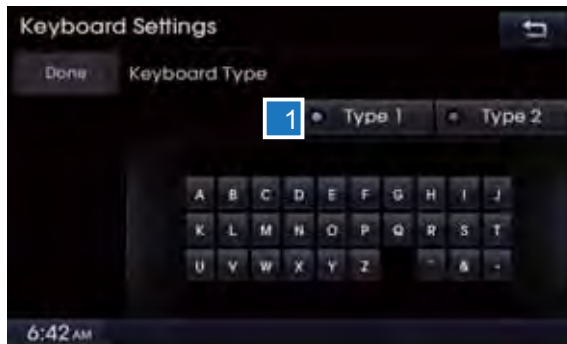 Keyboard Settings
Done Keyboard Type
1 Type 1 Type 2
A B C D E F G H I J
K L M N O P Q R S T
U V W X Y Z & -
6:42 AM